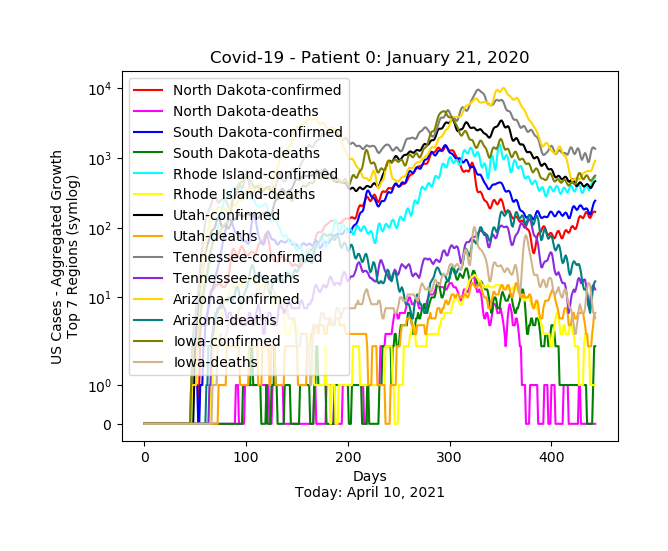 Covid-19 - Patient 0: January 21, 2020
US Cases - Aggregated Growth
Top 7 - Regions (symlog)
10^4
10^3
10^2
10^1
10^0
0
North Dakota-confirmed
North Dakota-deaths
South Dakota-confirmed
South Dakota-deaths
Rhode Island-confirmed
Rhode Island-deaths
Utah-confirmed
Utah-deaths
Tennessee-confirmed
Tennessee-deaths
Arizona-confirmed
Arizona-deaths
Iowa-confirmed
Iowa-deaths
0 100 200 300 400
Days
Today: April 10, 2021